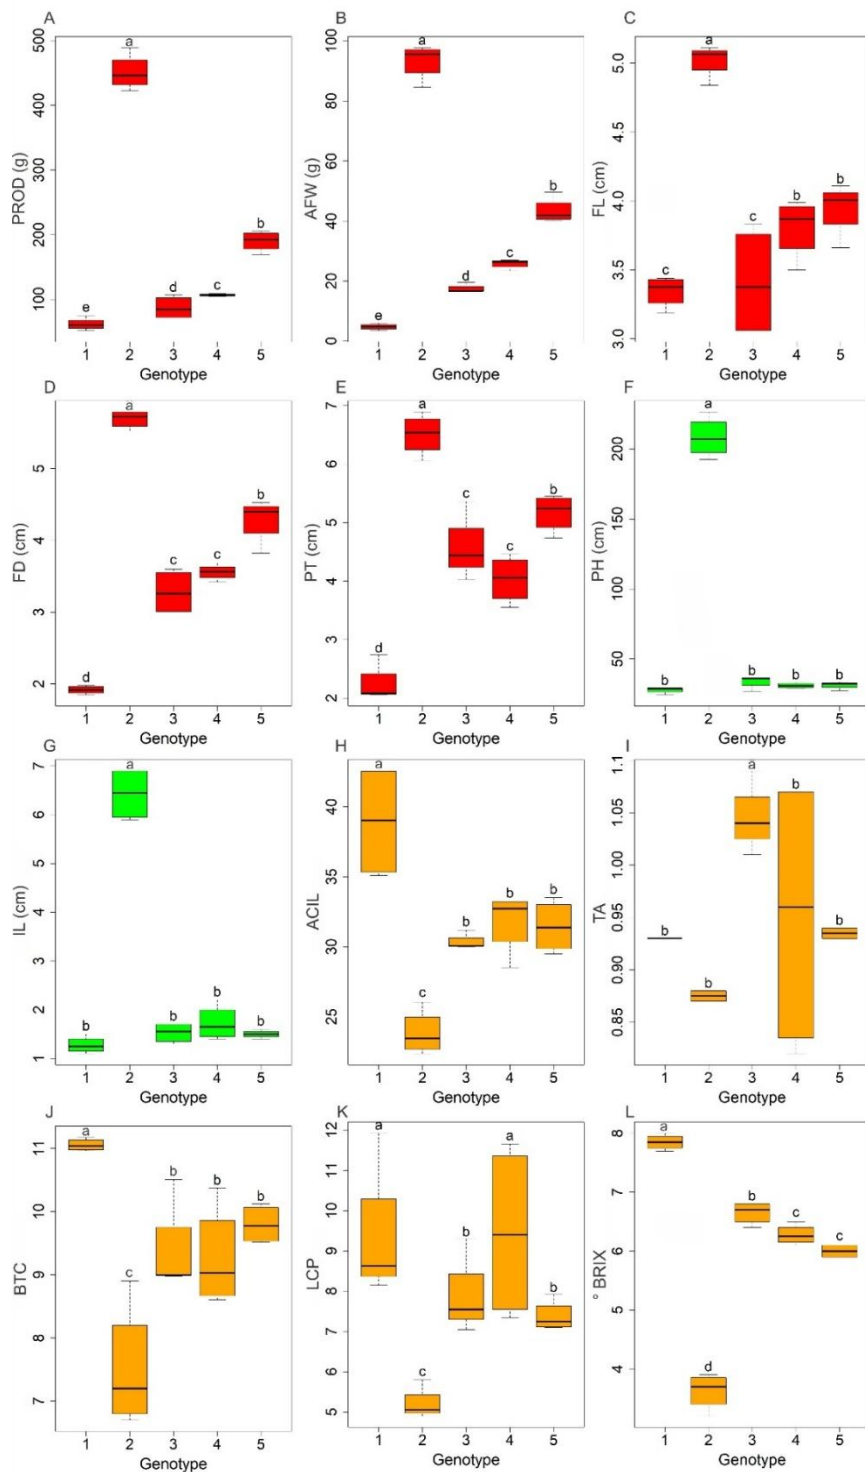 A
PROD (g)
500
400
300
200
100
a
b
c
d
e
1 2 3 4 5
Genotype
B
AFW (g)
100
80
60
40
20
0
a
b
c
d
e
1 2 3 4 5
Genotype
C
FL (cm)
5.0
4.5
4.0
3.5
3.0
a
b
b
c
c
1 2 3 4 5
Genotype
D
FD (cm)
5
4
3
2
a
b
c
c
d
1 2 3 4 5
Genotype
E
PT (cm)
7
6
5
4
3
2
a
c
b
c
d
1 2 3 4 5
Genotype
F
PH (cm)
200
150
100
50
a
b
b
b
b
1 2 3 4 5
Genotype
G
IL (cm)
7
6
5
4
3
2
1
a
b
b
b
b
1 2 3 4 5
Genotype
H
ACIL
40
35
30
25
a
b
b
b
c
1 2 3 4 5
Genotype
I
TA
1.1
1.05
1.00
0.95
0.90
0.85
a
b
b
b
b
1 2 3 4 5
Genotype
J
BTC
11
10
9
8
7
a
b
b
b
c
1 2 3 4 5
Genotype
K
LCP
12
11
10
9
8
7
6
5
a
a
b
b
c
1 2 3 4 5
Genotype
L
° BRIX
8
7
6
5
4
a
b
c
c
d
1 2 3 4 5
Genotype